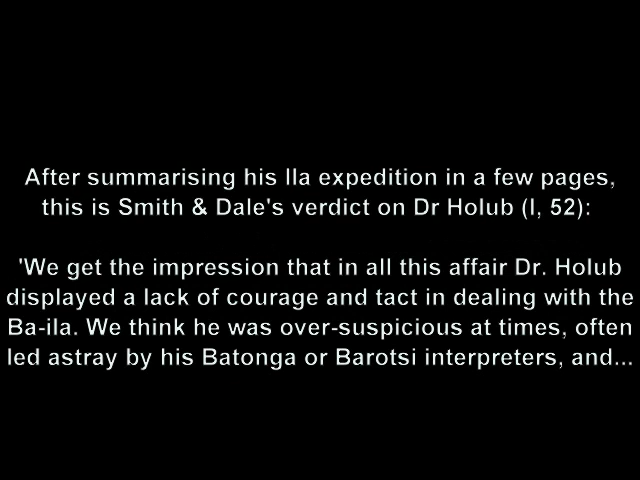 After summarising his Ila expedition in a few pages,
this is Smith & Dale's verdict on Dr Holub (I, 52):
'We get the impression that in all this affair Dr. Holub
displayed a lack of courage and tact in dealing with the
Ba-ila. We think he was over-suspicious at times, often
led astray by his Batonga or Barotsi interpreters, and...